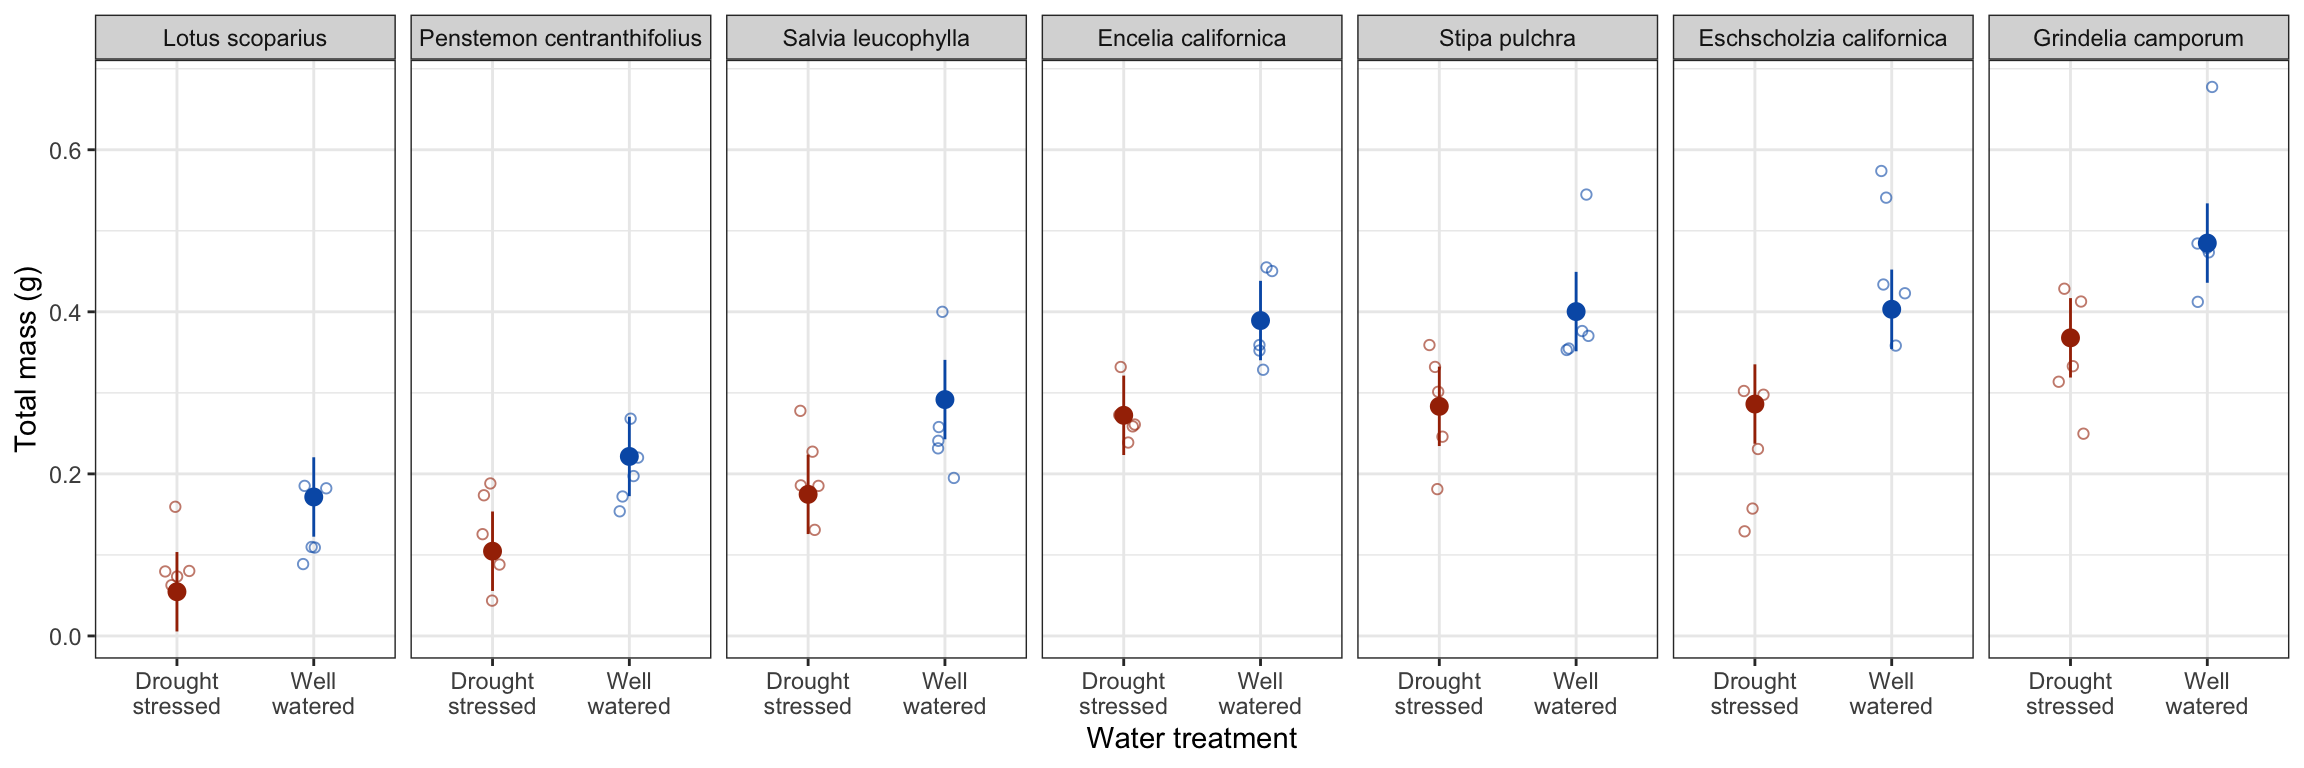 Lotus scoparius
Penstemon centranthifolius
Salvia leucophylla
Encelia californica
Stipa pulchra
Eschscholzia californica
Grindelia camporum
Total mass (g)
0.6
0.4
0.2
0.0
Drought
stressed
Well
watered
Drought
stressed
Well
watered
Drought
stressed
Well
watered
Drought
stressed
Well
watered
Drought
stressed
Well
watered
Drought
stressed
Well
watered
Drought
stressed
Well
watered
Water treatment